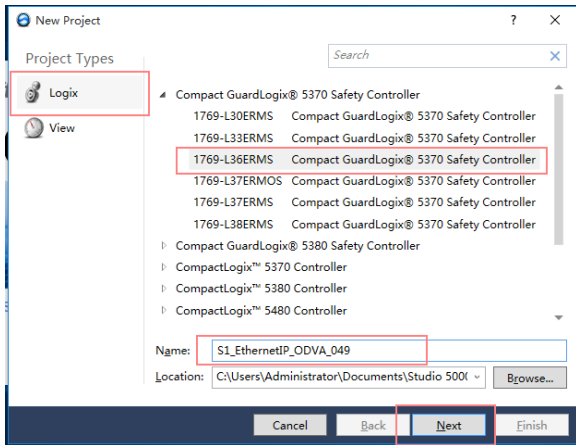 New Project
? ×
Project Types
Search
Logix
View
Compact GuardLogix® 5370 Safety Controller
1769-L30ERMS Compact GuardLogix® 5370 Safety Controller
1769-L33ERMS Compact GuardLogix® 5370 Safety Controller
1769-L36ERMS Compact GuardLogix® 5370 Safety Controller
1769-L37ERMOS Compact GuardLogix® 5370 Safety Controller
1769-L37ERMS Compact GuardLogix® 5370 Safety Controller
1769-L38ERMS Compact GuardLogix® 5370 Safety Controller
Compact GuardLogix® 5380 Safety Controller
CompactLogix™ 5370 Controller
CompactLogix™ 5380 Controller
CompactLogix™ 5480 Controller
Name: S1_EthernetIP_ODVA_049
Location: C:\Users\Administrator\Documents\Studio 500 Browse...
Cancel Back Next Finish